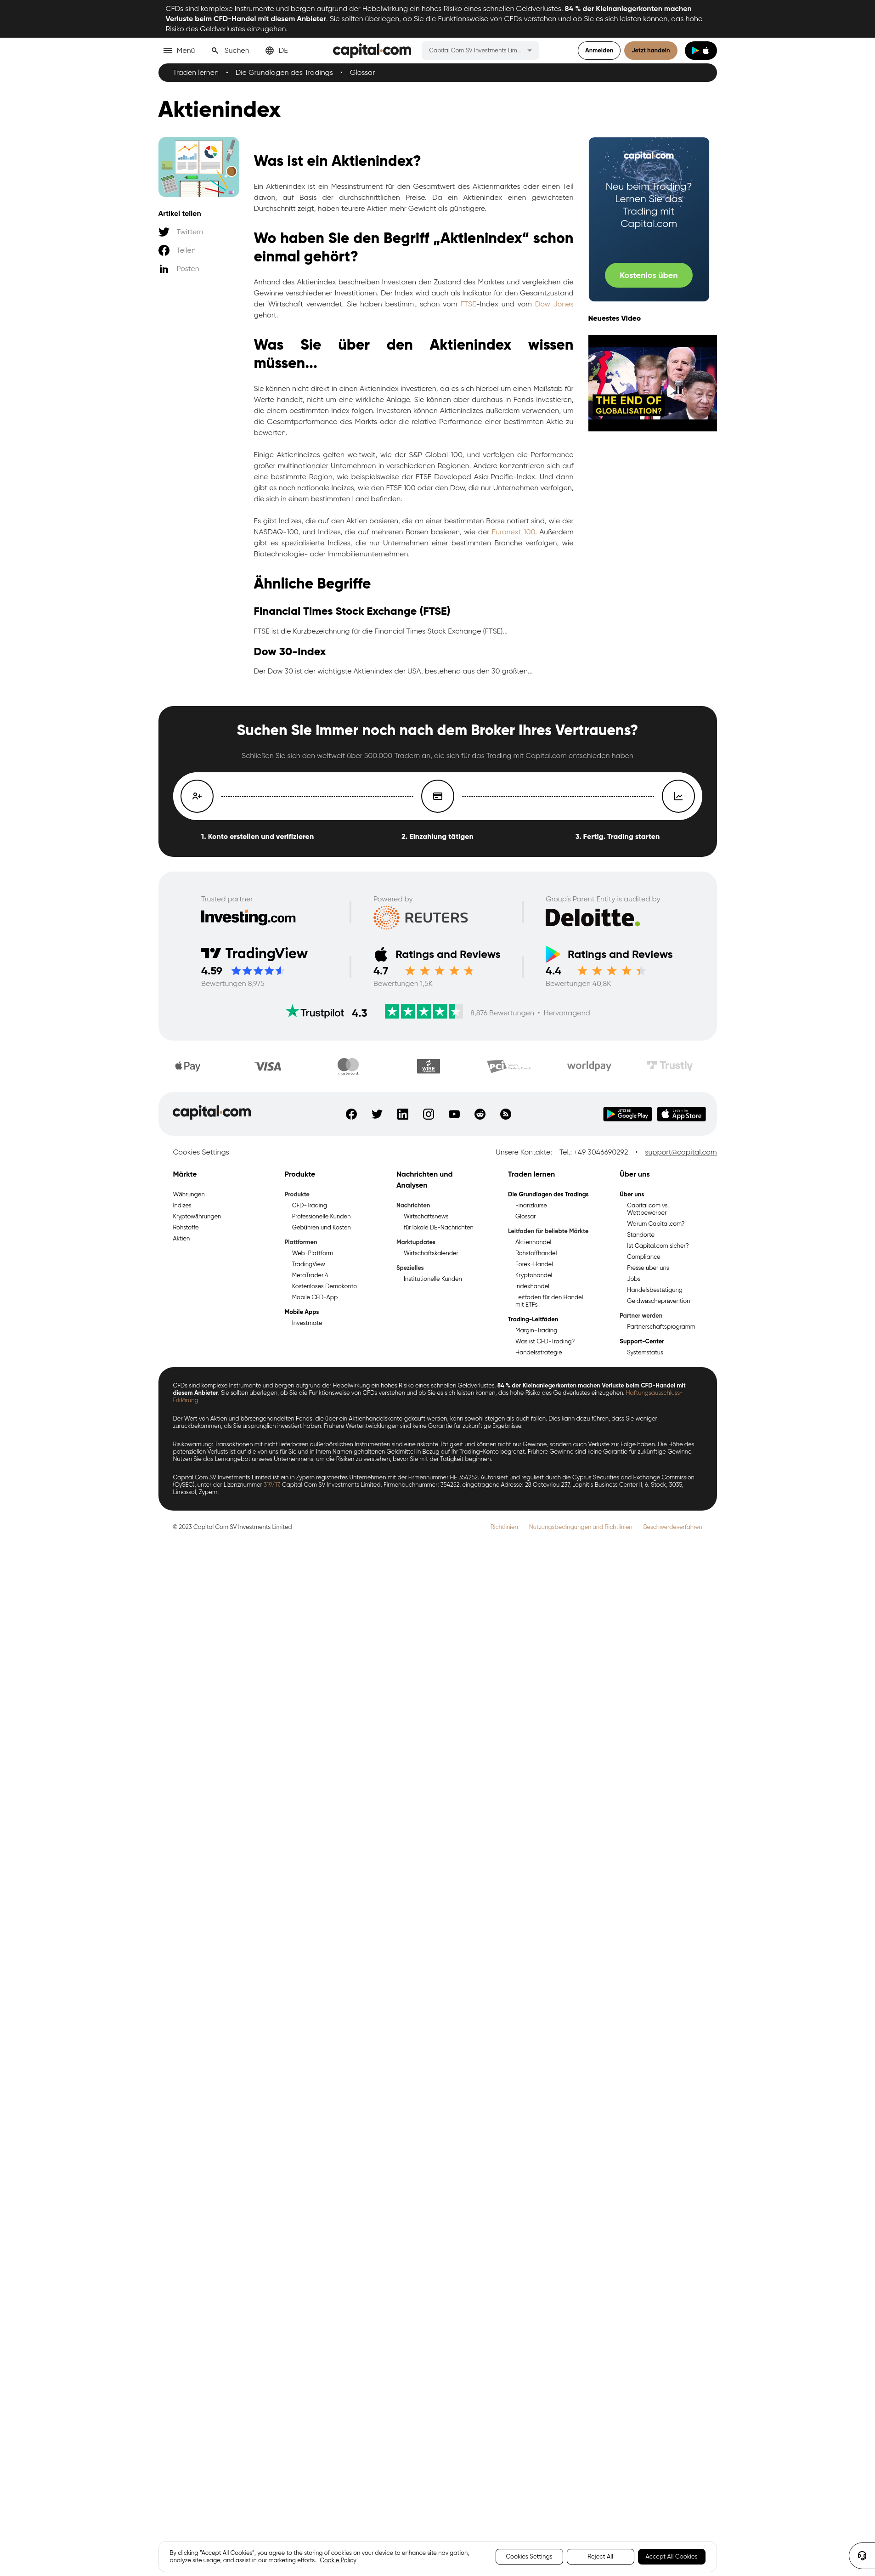 CFDs sind komplexe Instrumente und bergen aufgrund der Hebelwirkung ein hohes Risiko eines schnellen Geldverlustes. 84 % der Kleinanlegerkonten machen
Verluste beim CFD-Handel mit diesem Anbieter. Sie sollten überlegen, ob Sie die Funktionsweise von CFDs verstehen und ob Sie es sich leisten können, das hohe
Risiko des Geldverlustes einzugehen.
Menü
Suchen
DE
capital.com
Capital Com SV Investments Lim...
Anmelden
Jetzt handeln
Traden lernen • Die Grundlagen des Tradings • Glossar
Aktienindex
Artikel teilen
Twittern
Teilen
Posten
Was ist ein Aktienindex?
Ein Aktienindex ist ein Messinstrument für den Gesamtwert des Aktienmarktes oder einen Teil
davon, auf Basis der durchschnittlichen Preise. Da ein Aktienindex einen gewichteten
Durchschnitt zeigt, haben teurere Aktien mehr Gewicht als günstigere.
Wo haben Sie den Begriff „Aktienindex“ schon
einmal gehört?
Anhand des Aktienindex beschreiben Investoren den Zustand des Marktes und vergleichen die
Gewinne verschiedener Investitionen. Der Index wird auch als Indikator für den Gesamtzustand
der Wirtschaft verwendet. Sie haben bestimmt schon vom FTSE-Index und vom Dow Jones
gehört.
Was Sie über den Aktienindex wissen
müssen...
Sie können nicht direkt in einen Aktienindex investieren, da es sich hierbei um einen Maßstab für
Werte handelt, nicht um eine wirkliche Anlage. Sie können aber durchaus in Fonds investieren,
die einem bestimmten Index folgen. Investoren können Aktienindizes außerdem verwenden, um
die Gesamtperformance des Markts oder die relative Performance einer bestimmten Aktie zu
bewerten.
Einige Aktienindizes gelten weltweit, wie der S&P Global 100, und verfolgen die Performance
großer multinationaler Unternehmen in verschiedenen Regionen. Andere konzentrieren sich auf
eine bestimmte Region, wie beispielsweise der FTSE Developed Asia Pacific-Index. Und dann
gibt es noch nationale Indizes, wie den FTSE 100 oder den Dow, die nur Unternehmen verfolgen,
die sich in einem bestimmten Land befinden.
Es gibt Indizes, die auf den Aktien basieren, die an einer bestimmten Börse notiert sind, wie der
NASDAQ-100, und Indizes, die auf mehreren Börsen basieren, wie der Euronext 100. Außerdem
gibt es spezialisierte Indizes, die nur Unternehmen einer bestimmten Branche verfolgen, wie
Biotechnologie- oder Immobilienunternehmen.
Ähnliche Begriffe
Financial Times Stock Exchange (FTSE)
FTSE ist die Kurzbezeichnung für die Financial Times Stock Exchange (FTSE)...
Dow 30-Index
Der Dow 30 ist der wichtigste Aktienindex der USA, bestehend aus den 30 größten...
capital.com
Neu beim Trading?
Lernen Sie das
Trading mit
Capital.com
Kostenlos üben
Neuestes Video
THE END OF
GLOBALISATION?
Suchen Sie immer noch nach dem Broker Ihres Vertrauens?
Schließen Sie sich den weltweit über 500.000 Tradern an, die sich für das Trading mit Capital.com entschieden haben
1. Konto erstellen und verifizieren
2. Einzahlung tätigen
3. Fertig. Trading starten
Trusted partner
Investing.com
Powered by
REUTERS
Group's Parent Entity is audited by
Deloitte.
TradingView
4.59
Bewertungen 8,975
Ratings and Reviews
4.7
Bewertungen 1,5K
Ratings and Reviews
4.4
Bewertungen 40,8K
Trustpilot 4.3
8,876 Bewertungen • Hervorragend
Pay
VISA
mastercard
WIRE
PCI
worldpay
Trustly
capital.com
JETZT BEI
Google Play
Laden im
App Store
Cookies Settings
Unsere Kontakte: Tel.: +49 3046690292 • support@capital.com
Märkte
Währungen
Indizes
Kryptowährungen
Rohstoffe
Aktien
Produkte
Produkte
CFD-Trading
Professionelle Kunden
Gebühren und Kosten
Plattformen
Web-Plattform
TradingView
MetaTrader 4
Kostenloses Demokonto
Mobile CFD-App
Mobile Apps
Investmate
Nachrichten und
Analysen
Nachrichten
Wirtschaftsnews
für lokale DE-Nachrichten
Marktupdates
Wirtschaftskalender
Spezielles
Institutionelle Kunden
Traden lernen
Die Grundlagen des Tradings
Finanzkurse
Glossar
Leitfaden für beliebte Märkte
Aktienhandel
Rohstoffhandel
Forex-Handel
Kryptohandel
Indexhandel
Leitfaden für den Handel
mit ETFs
Trading-Leitfäden
Margin-Trading
Was ist CFD-Trading?
Handelsstrategie
Über uns
Über uns
Capital.com vs.
Wettbewerber
Warum Capital.com?
Standorte
Ist Capital.com sicher?
Compliance
Presse über uns
Jobs
Handelsbestätigung
Geldwäscheprävention
Partner werden
Partnerschaftsprogramm
Support-Center
Systemstatus
CFDs sind komplexe Instrumente und bergen aufgrund der Hebelwirkung ein hohes Risiko eines schnellen Geldverlustes. 84 % der Kleinanlegerkonten machen Verluste beim CFD-Handel mit
diesem Anbieter. Sie sollten überlegen, ob Sie die Funktionsweise von CFDs verstehen und ob Sie es sich leisten können, das hohe Risiko des Geldverlustes einzugehen. Haftungsausschluss-
Erklärung
Der Wert von Aktien und börsengehandelten Fonds, die über ein Aktienhandelskonto gekauft werden, kann sowohl steigen als auch fallen. Dies kann dazu führen, dass Sie weniger
zurückbekommen, als Sie ursprünglich investiert haben. Frühere Wertentwicklungen sind keine Garantie für zukünftige Ergebnisse.
Risikowarnung: Transaktionen mit nicht lieferbaren außerbörslichen Instrumenten sind eine riskante Tätigkeit und können nicht nur Gewinne, sondern auch Verluste zur Folge haben. Die Höhe des
potenziellen Verlusts ist auf die von uns für Sie und in Ihrem Namen gehaltenen Geldmittel in Bezug auf Ihr Trading-Konto begrenzt. Frühere Gewinne sind keine Garantie für zukünftige Gewinne.
Nutzen Sie das Lernangebot unseres Unternehmens, um die Risiken zu verstehen, bevor Sie mit der Tätigkeit beginnen.
Capital Com SV Investments Limited ist ein in Zypern registriertes Unternehmen mit der Firmennummer HE 354252. Autorisiert und reguliert durch die Cyprus Securities and Exchange Commission
(CySEC), unter der Lizenznummer 319/17. Capital Com SV Investments Limited, Firmenbuchnummer: 354252, eingetragene Adresse: 28 Octovriou 237, Lophitis Business Center II, 6. Stock, 3035,
Limassol, Zypern.
© 2023 Capital Com SV Investments Limited
Richtlinien
Nutzungsbedingungen und Richtlinien
Beschwerdeverfahren
By clicking “Accept All Cookies”, you agree to the storing of cookies on your device to enhance site navigation,
analyze site usage, and assist in our marketing efforts. Cookie Policy
Cookies Settings
Reject All
Accept All Cookies